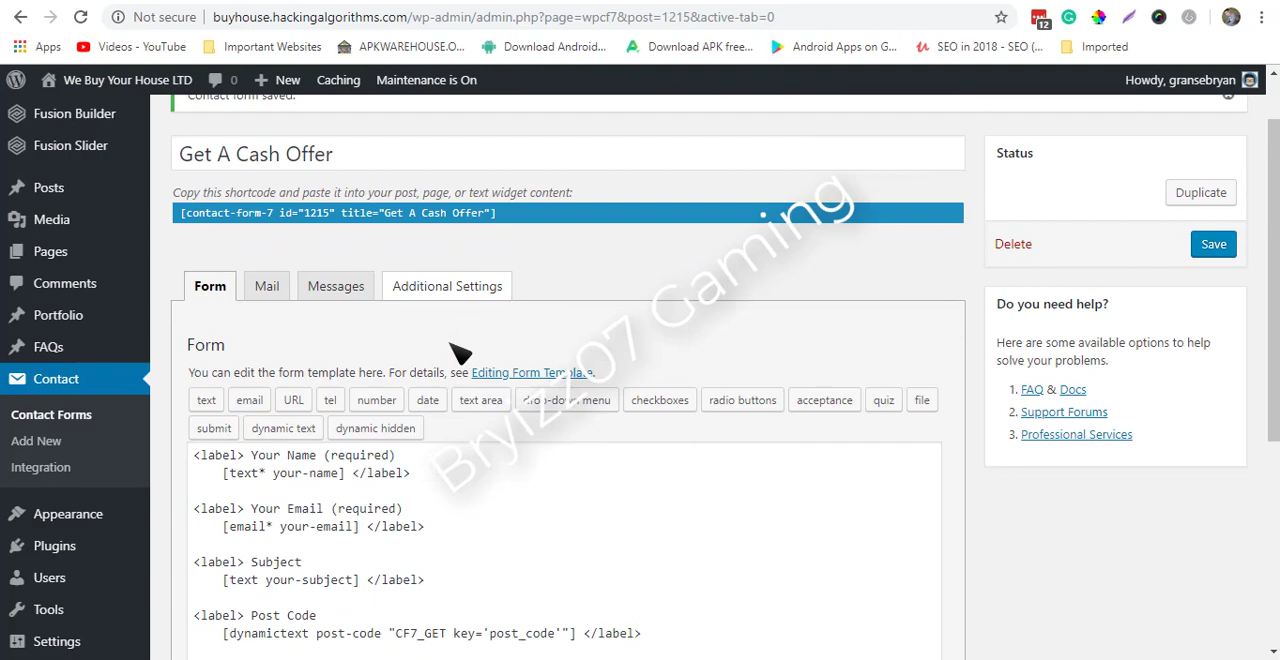 Not secure
buyhouse.hackingalgorithms.com/wp-admin/admin.php?page=wpcf7&post=1215&active-tab=0
12
Apps
Videos - YouTube
Important Websites
APKWAREHOUSE.O...
Download Android...
Download APK free...
Android Apps on G...
SEO in 2018 - SEO (...
Imported
We Buy Your House LTD
0
New
Caching
Maintenance is On
Howdy, gransebryan
Fusion Builder
Fusion Slider
Posts
Media
Pages
Comments
Portfolio
FAQs
Contact
Contact Forms
Add New
Integration
Appearance
Plugins
Users
Tools
Settings
Contact form saved.
Get A Cash Offer
Copy this shortcode and paste it into your post, page, or text widget content:
[contact-form-7 id="1215" title="Get A Cash Offer"]
Form
Mail
Messages
Additional Settings
Form
You can edit the form template here. For details, see Editing Form Template.
text
email
URL
tel
number
date
text area
drop-down menu
checkboxes
radio buttons
acceptance
quiz
file
submit
dynamic text
dynamic hidden
<label> Your Name (required)
[text* your-name] </label>
<label> Your Email (required)
[email* your-email] </label>
<label> Subject
[text your-subject] </label>
<label> Post Code
[dynamictext post-code "CF7_GET key='post_code'"] </label>
Status
Duplicate
Delete
Save
Do you need help?
Here are some available options to help
solve your problems.
1. FAQ & Docs
2. Support Forums
3. Professional Services
BryIzz07 Gaming